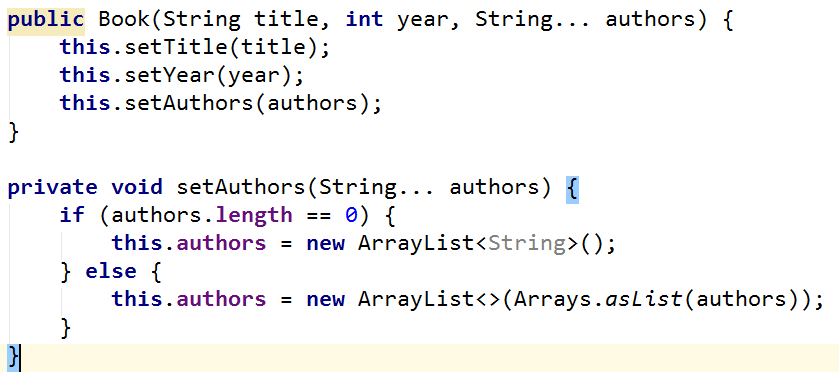 public Book(String title, int year, String... authors) {
    this.setTitle(title);
    this.setYear(year);
    this.setAuthors(authors);
}

private void setAuthors(String... authors) {
    if (authors.length == 0) {
        this.authors = new ArrayList<String>();
    } else {
        this.authors = new ArrayList<>(Arrays.asList(authors));
    }
}